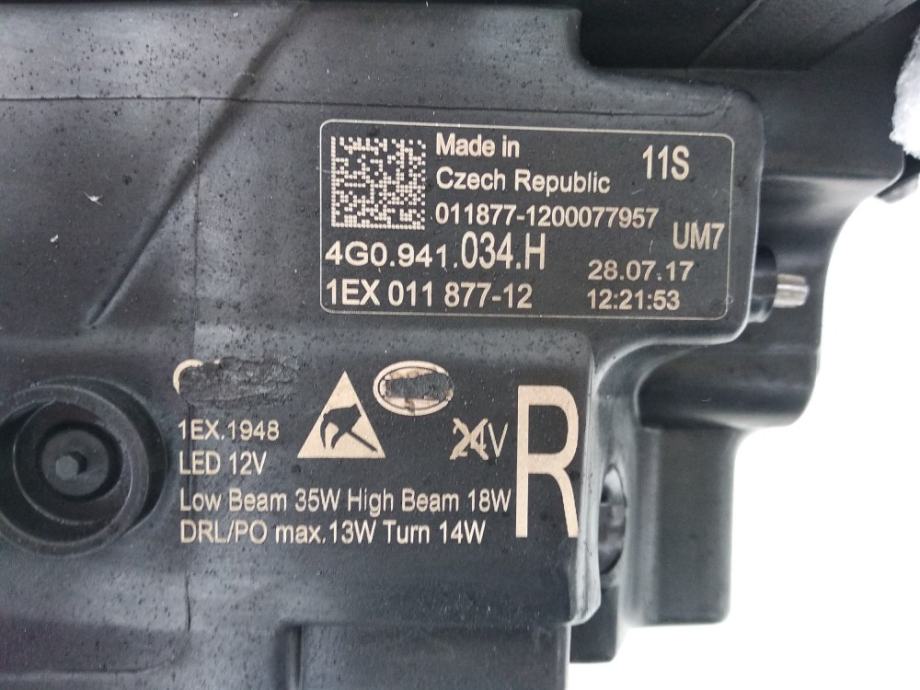 Made in
Czech Republic
11S
011877-1200077957
UM7
4G0.941.034.H
28.07.17
1EX 011 877-12
12:21:53
1EX.1948
LED 12V
24V
R
Low Beam 35W High Beam 18W
DRL/PO max.13W Turn 14W